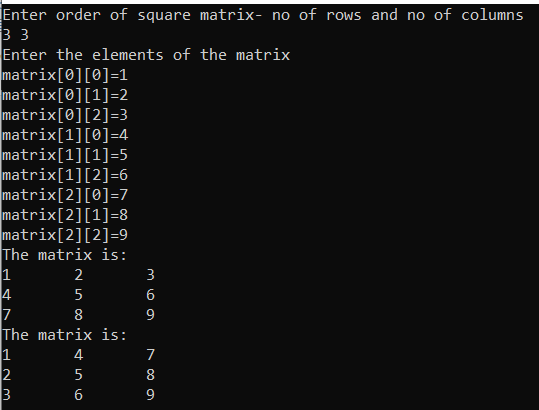 Enter order of square matrix- no of rows and no of columns
3 3
Enter the elements of the matrix
matrix[0][0]=1
matrix[0][1]=2
matrix[0][2]=3
matrix[1][0]=4
matrix[1][1]=5
matrix[1][2]=6
matrix[2][0]=7
matrix[2][1]=8
matrix[2][2]=9
The matrix is:
1 2 3
4 5 6
7 8 9
The matrix is:
1 4 7
2 5 8
3 6 9